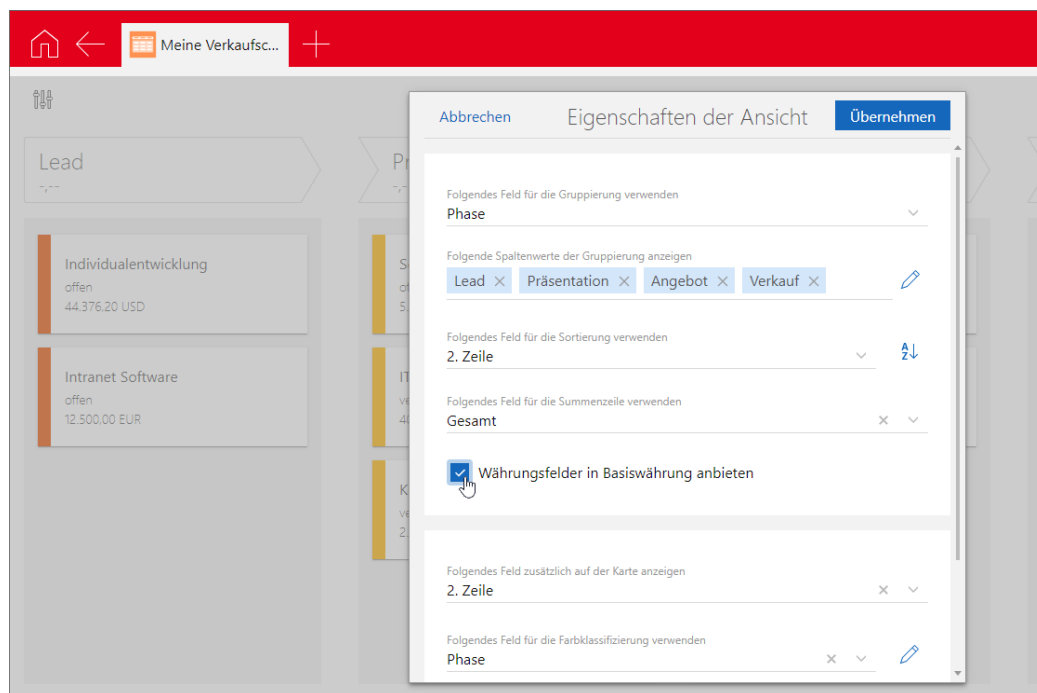 Meine Verkaufsc...
Abbrechen
Eigenschaften der Ansicht
Übernehmen
Lead
-,--
Folgendes Feld für die Gruppierung verwenden
Phase
Folgende Spaltenwerte der Gruppierung anzeigen
Lead Präsentation Angebot Verkauf
Individualentwicklung
offen
44.376,20 USD
Folgendes Feld für die Sortierung verwenden
2. Zeile
Intranet Software
offen
12.500,00 EUR
Folgendes Feld für die Summenzeile verwenden
Gesamt
Währungsfelder in Basiswährung anbieten
Folgendes Feld zusätzlich auf der Karte anzeigen
2. Zeile
Folgendes Feld für die Farbklassifizierung verwenden
Phase